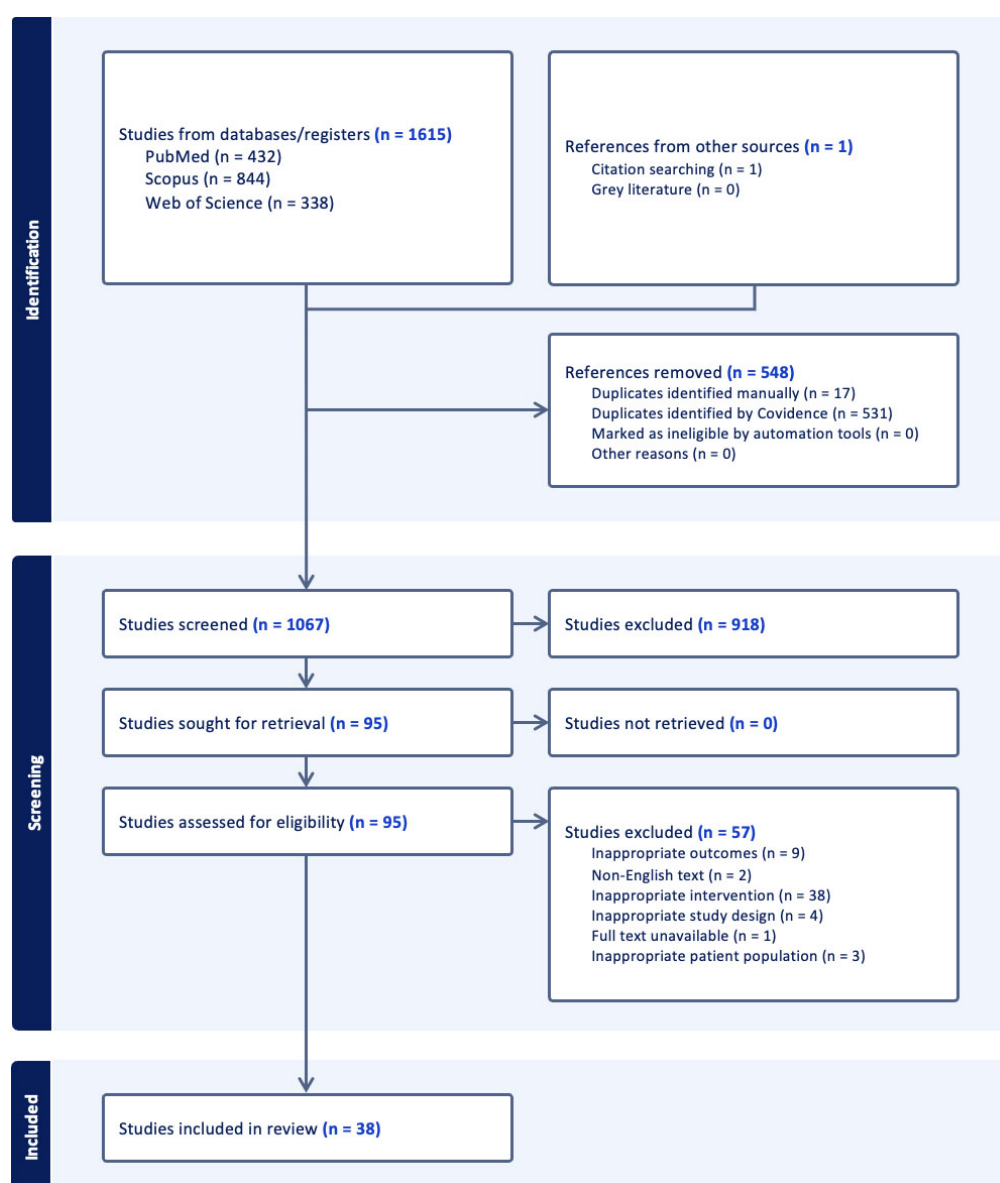 Identification
Studies from databases/registers (n = 1615)
PubMed (n = 432)
Scopus (n = 844)
Web of Science (n = 338)
References from other sources (n = 1)
Citation searching (n = 1)
Grey literature (n = 0)
References removed (n = 548)
Duplicates identified manually (n = 17)
Duplicates identified by Covidence (n = 531)
Marked as ineligible by automation tools (n = 0)
Other reasons (n = 0)
Screening
Studies screened (n = 1067)
Studies excluded (n = 918)
Studies sought for retrieval (n = 95)
Studies not retrieved (n = 0)
Studies assessed for eligibility (n = 95)
Studies excluded (n = 57)
Inappropriate outcomes (n = 9)
Non-English text (n = 2)
Inappropriate intervention (n = 38)
Inappropriate study design (n = 4)
Full text unavailable (n = 1)
Inappropriate patient population (n = 3)
Included
Studies included in review (n = 38)